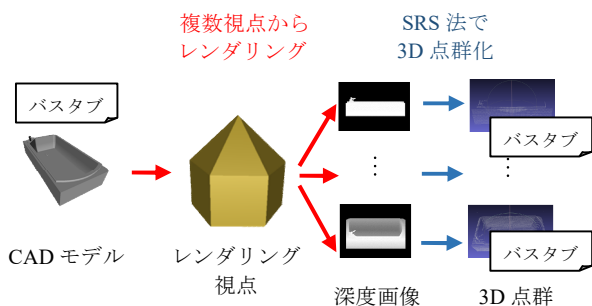 複数視点から
レンダリング
SRS 法で
3D 点群化
バスタブ
バスタブ
⋮
⋮
バスタブ
CAD モデル
レンダリング
視点
深度画像
3D 点群